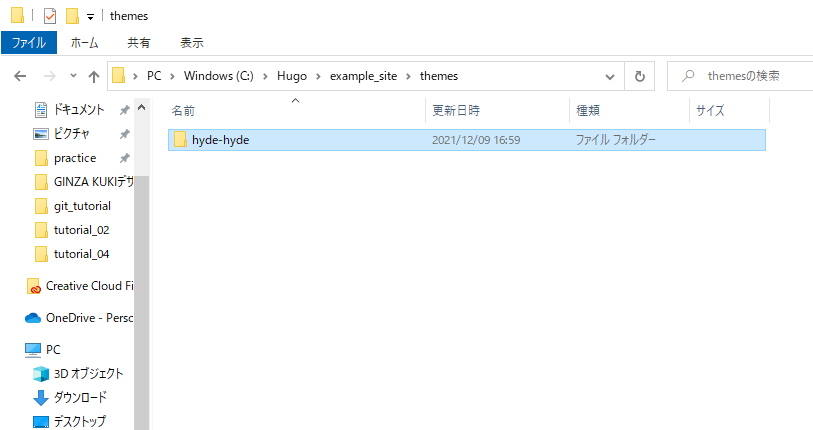 themes
ファイル ホーム 共有 表示
PC › Windows (C:) › Hugo › example_site › themes
themesの検索
名前 更新日時 種類 サイズ
hyde-hyde 2021/12/09 16:59 ファイル フォルダー
ドキュメント
ピクチャ
practice
GINZA KUKIデザ
git_tutorial
tutorial_02
tutorial_04
Creative Cloud Fi
OneDrive - Perso
PC
3D オブジェクト
ダウンロード
デスクトップ